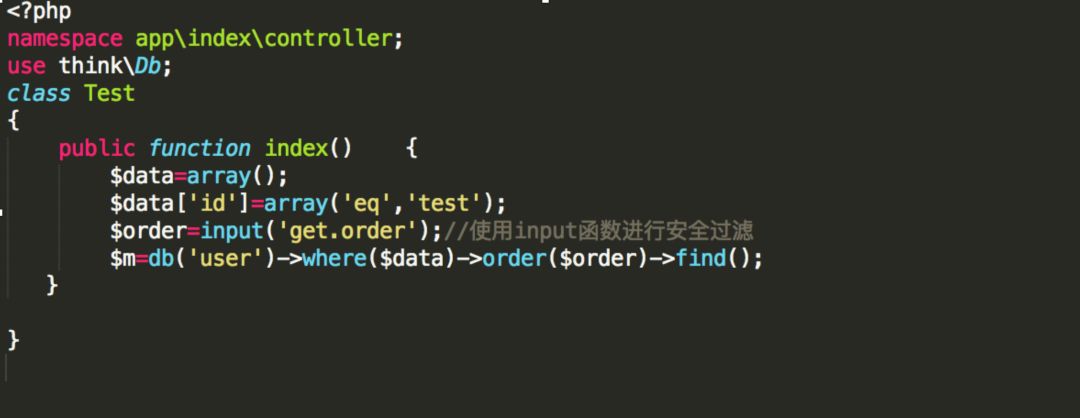 <?php
namespace app\index\controller;
use think\Db;
class Test
{
    public function index()    {
        $data=array();
        $data['id']=array('eq','test');
        $order=input('get.order');//使用input函数进行安全过滤
        $m=db('user')->where($data)->order($order)->find();
   }
}